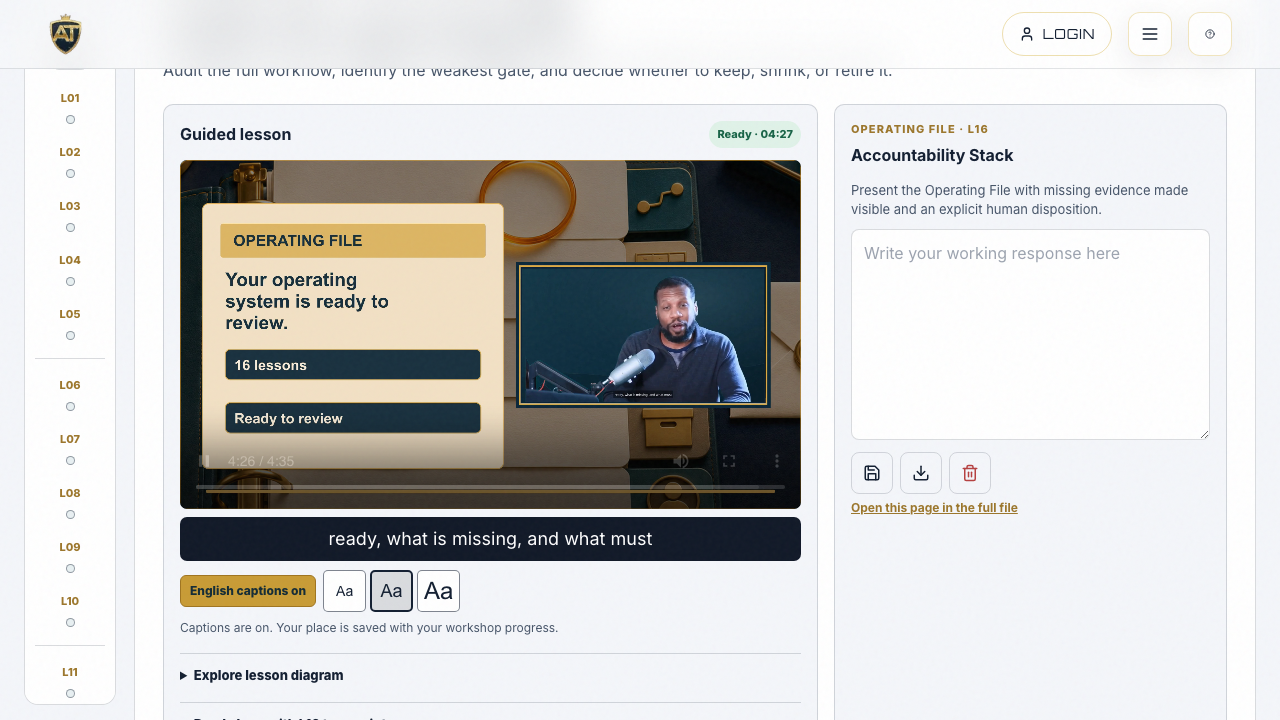 AT
LOGIN
Audit the full workflow, identify the weakest gate, and decide whether to keep, shrink, or retire it.
L01
L02
L03
L04
L05
L06
L07
L08
L09
L10
L11
Guided lesson
Ready · 04:27
OPERATING FILE
Your operating
system is ready to
review.
16 lessons
Ready to review
4:26 / 4:35
ready, what is missing, and what must
English captions on
Aa
Aa
Aa
Captions are on. Your place is saved with your workshop progress.
Explore lesson diagram
OPERATING FILE · L16
Accountability Stack
Present the Operating File with missing evidence made
visible and an explicit human disposition.
Write your working response here
Open this page in the full file